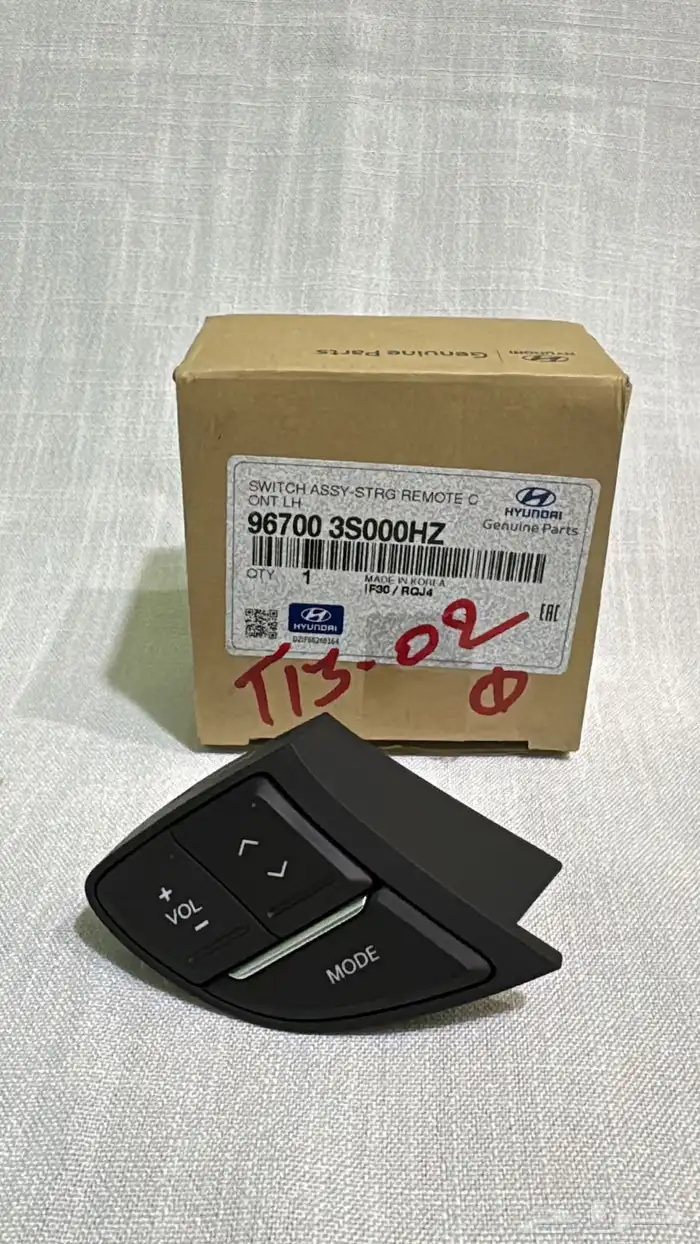 HYUNDAI | Genuine Parts
SWITCH ASSY-STRG REMOTE C
ONT LH
HYUNDAI
Genuine Parts
96700 3S000HZ
QTY 1
MADE IN KOREA
IF30 / RQJ4
EAC
HYUNDAI
T13-02
VOL
MODE